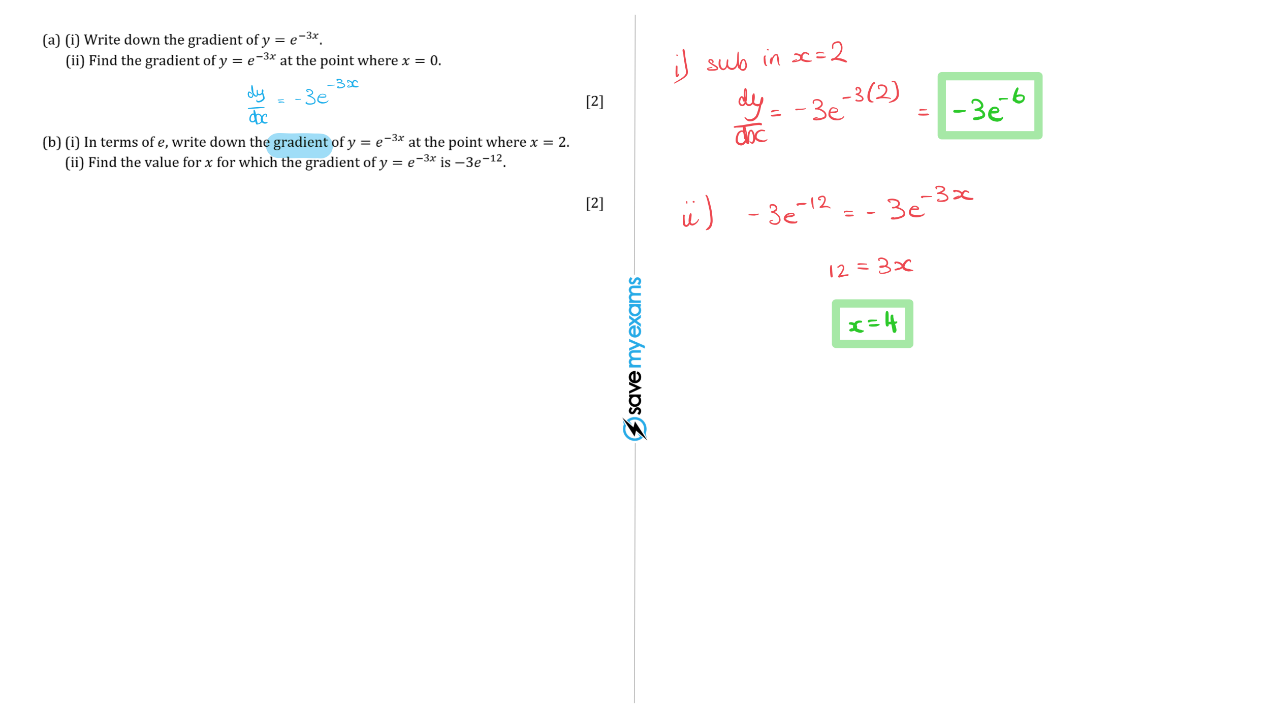 (a) (i) Write down the gradient of y = e⁻³ˣ.
(ii) Find the gradient of y = e⁻³ˣ at the point where x = 0.
dy/dx = -3e⁻³ˣ
[2]
(b) (i) In terms of e, write down the gradient of y = e⁻³ˣ at the point where x = 2.
(ii) Find the value for x for which the gradient of y = e⁻³ˣ is −3e⁻¹².
[2]
save my exams
i) sub in x=2
dy/dx = -3e^-3(2) = -3e⁻⁶
ii) -3e⁻¹² = -3e⁻³ˣ
12 = 3x
x=4